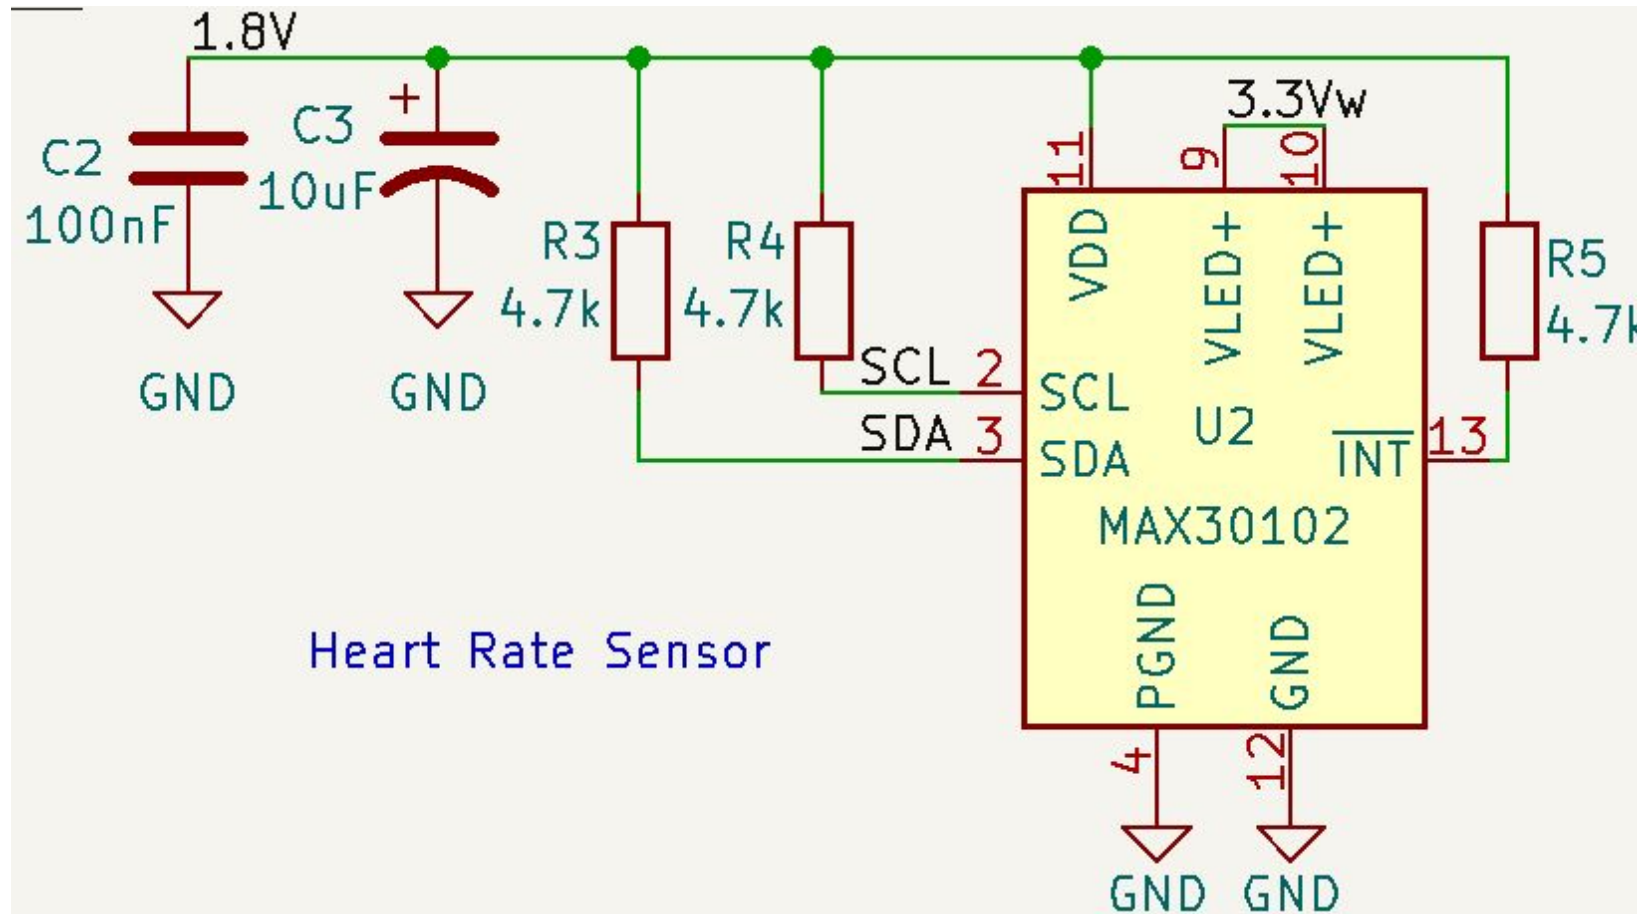 1.8V
3.3Vw
+
C2
100nF
C3
10uF
R3
4.7k
R4
4.7k
R5
4.7k
11
9
10
VDD
VLED+
VLED+
SCL
2
SCL
SDA
3
SDA
U2
INT
13
MAX30102
PGND
GND
4
12
GND
GND
GND
GND
Heart Rate Sensor